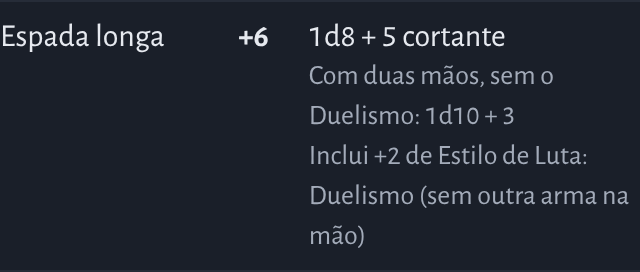 Espada longa +6 1d8 + 5 cortante
Com duas mãos, sem o
Duelismo: 1d10 + 3
Inclui +2 de Estilo de Luta:
Duelismo (sem outra arma na
mão)